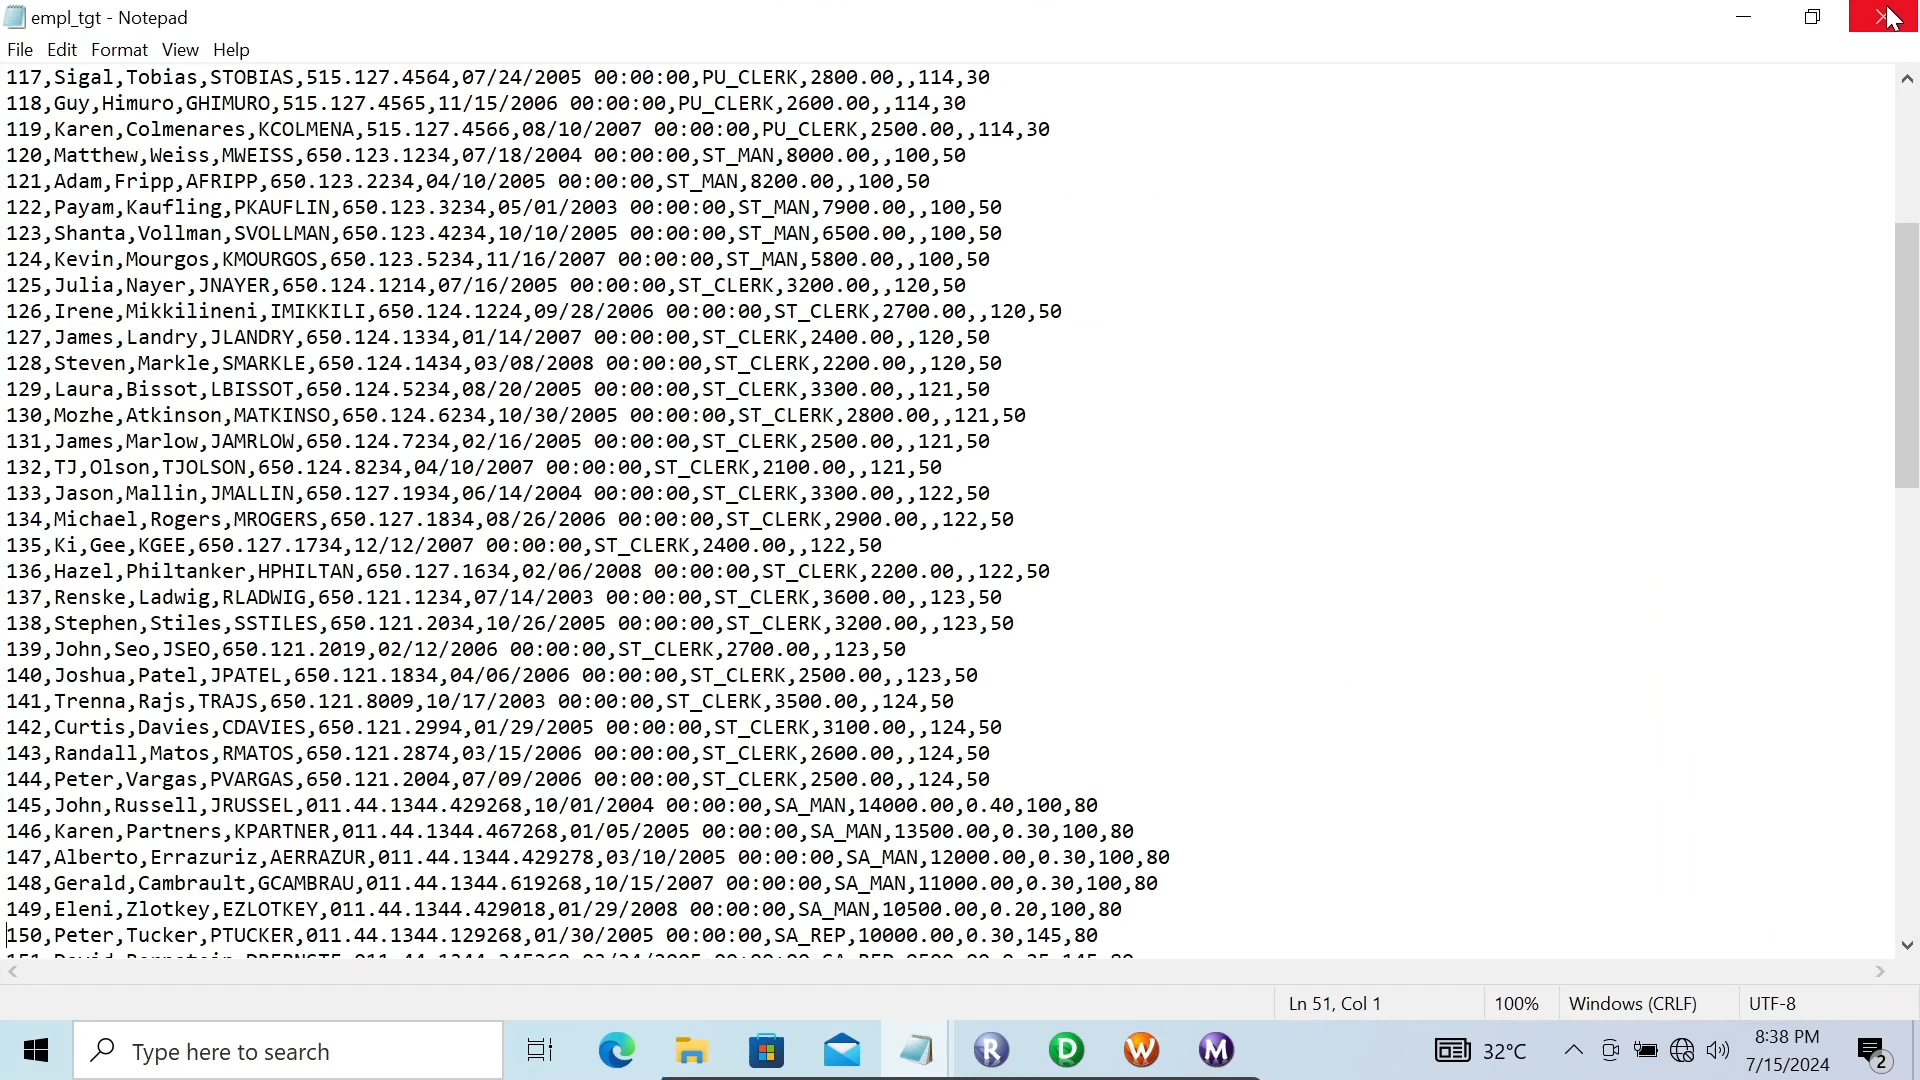 empl_tgt - Notepad
File Edit Format View Help
117,Sigal,Tobias,STOBIAS,515.127.4564,07/24/2005 00:00:00,PU_CLERK,2800.00,,114,30
118,Guy,Himuro,GHIMURO,515.127.4565,11/15/2006 00:00:00,PU_CLERK,2600.00,,114,30
119,Karen,Colmenares,KCOLMENA,515.127.4566,08/10/2007 00:00:00,PU_CLERK,2500.00,,114,30
120,Matthew,Weiss,MWEISS,650.123.1234,07/18/2004 00:00:00,ST_MAN,8000.00,,100,50
121,Adam,Fripp,AFRIPP,650.123.2234,04/10/2005 00:00:00,ST_MAN,8200.00,,100,50
122,Payam,Kaufling,PKAUFLIN,650.123.3234,05/01/2003 00:00:00,ST_MAN,7900.00,,100,50
123,Shanta,Vollman,SVOLLMAN,650.123.4234,10/10/2005 00:00:00,ST_MAN,6500.00,,100,50
124,Kevin,Mourgos,KMOURGOS,650.123.5234,11/16/2007 00:00:00,ST_MAN,5800.00,,100,50
125,Julia,Nayer,JNAYER,650.124.1214,07/16/2005 00:00:00,ST_CLERK,3200.00,,120,50
126,Irene,Mikkilineni,IMIKKILI,650.124.1224,09/28/2006 00:00:00,ST_CLERK,2700.00,,120,50
127,James,Landry,JLANDRY,650.124.1334,01/14/2007 00:00:00,ST_CLERK,2400.00,,120,50
128,Steven,Markle,SMARKLE,650.124.1434,03/08/2008 00:00:00,ST_CLERK,2200.00,,120,50
129,Laura,Bissot,LBISSOT,650.124.5234,08/20/2005 00:00:00,ST_CLERK,3300.00,,121,50
130,Mozhe,Atkinson,MATKINSO,650.124.6234,10/30/2005 00:00:00,ST_CLERK,2800.00,,121,50
131,James,Marlow,JAMRLOW,650.124.7234,02/16/2005 00:00:00,ST_CLERK,2500.00,,121,50
132,TJ,Olson,TJOLSON,650.124.8234,04/10/2007 00:00:00,ST_CLERK,2100.00,,121,50
133,Jason,Mallin,JMALLIN,650.127.1934,06/14/2004 00:00:00,ST_CLERK,3300.00,,122,50
134,Michael,Rogers,MROGERS,650.127.1834,08/26/2006 00:00:00,ST_CLERK,2900.00,,122,50
135,Ki,Gee,KGEE,650.127.1734,12/12/2007 00:00:00,ST_CLERK,2400.00,,122,50
136,Hazel,Philtanker,HPHILTAN,650.127.1634,02/06/2008 00:00:00,ST_CLERK,2200.00,,122,50
137,Renske,Ladwig,RLADWIG,650.121.1234,07/14/2003 00:00:00,ST_CLERK,3600.00,,123,50
138,Stephen,Stiles,SSTILES,650.121.2034,10/26/2005 00:00:00,ST_CLERK,3200.00,,123,50
139,John,Seo,JSEO,650.121.2019,02/12/2006 00:00:00,ST_CLERK,2700.00,,123,50
140,Joshua,Patel,JPATEL,650.121.1834,04/06/2006 00:00:00,ST_CLERK,2500.00,,123,50
141,Trenna,Rajs,TRAJS,650.121.8009,10/17/2003 00:00:00,ST_CLERK,3500.00,,124,50
142,Curtis,Davies,CDAVIES,650.121.2994,01/29/2005 00:00:00,ST_CLERK,3100.00,,124,50
143,Randall,Matos,RMATOS,650.121.2874,03/15/2006 00:00:00,ST_CLERK,2600.00,,124,50
144,Peter,Vargas,PVARGAS,650.121.2004,07/09/2006 00:00:00,ST_CLERK,2500.00,,124,50
145,John,Russell,JRUSSEL,011.44.1344.429268,10/01/2004 00:00:00,SA_MAN,14000.00,0.40,100,80
146,Karen,Partners,KPARTNER,011.44.1344.467268,01/05/2005 00:00:00,SA_MAN,13500.00,0.30,100,80
147,Alberto,Errazuriz,AERRAZUR,011.44.1344.429278,03/10/2005 00:00:00,SA_MAN,12000.00,0.30,100,80
148,Gerald,Cambrault,GCAMBRAU,011.44.1344.619268,10/15/2007 00:00:00,SA_MAN,11000.00,0.30,100,80
149,Eleni,Zlotkey,EZLOTKEY,011.44.1344.429018,01/29/2008 00:00:00,SA_MAN,10500.00,0.20,100,80
150,Peter,Tucker,PTUCKER,011.44.1344.129268,01/30/2005 00:00:00,SA_REP,10000.00,0.30,145,80
Ln 51, Col 1 100% Windows (CRLF) UTF-8
Type here to search R D W M 32°C 8:38 PM
7/15/2024 2